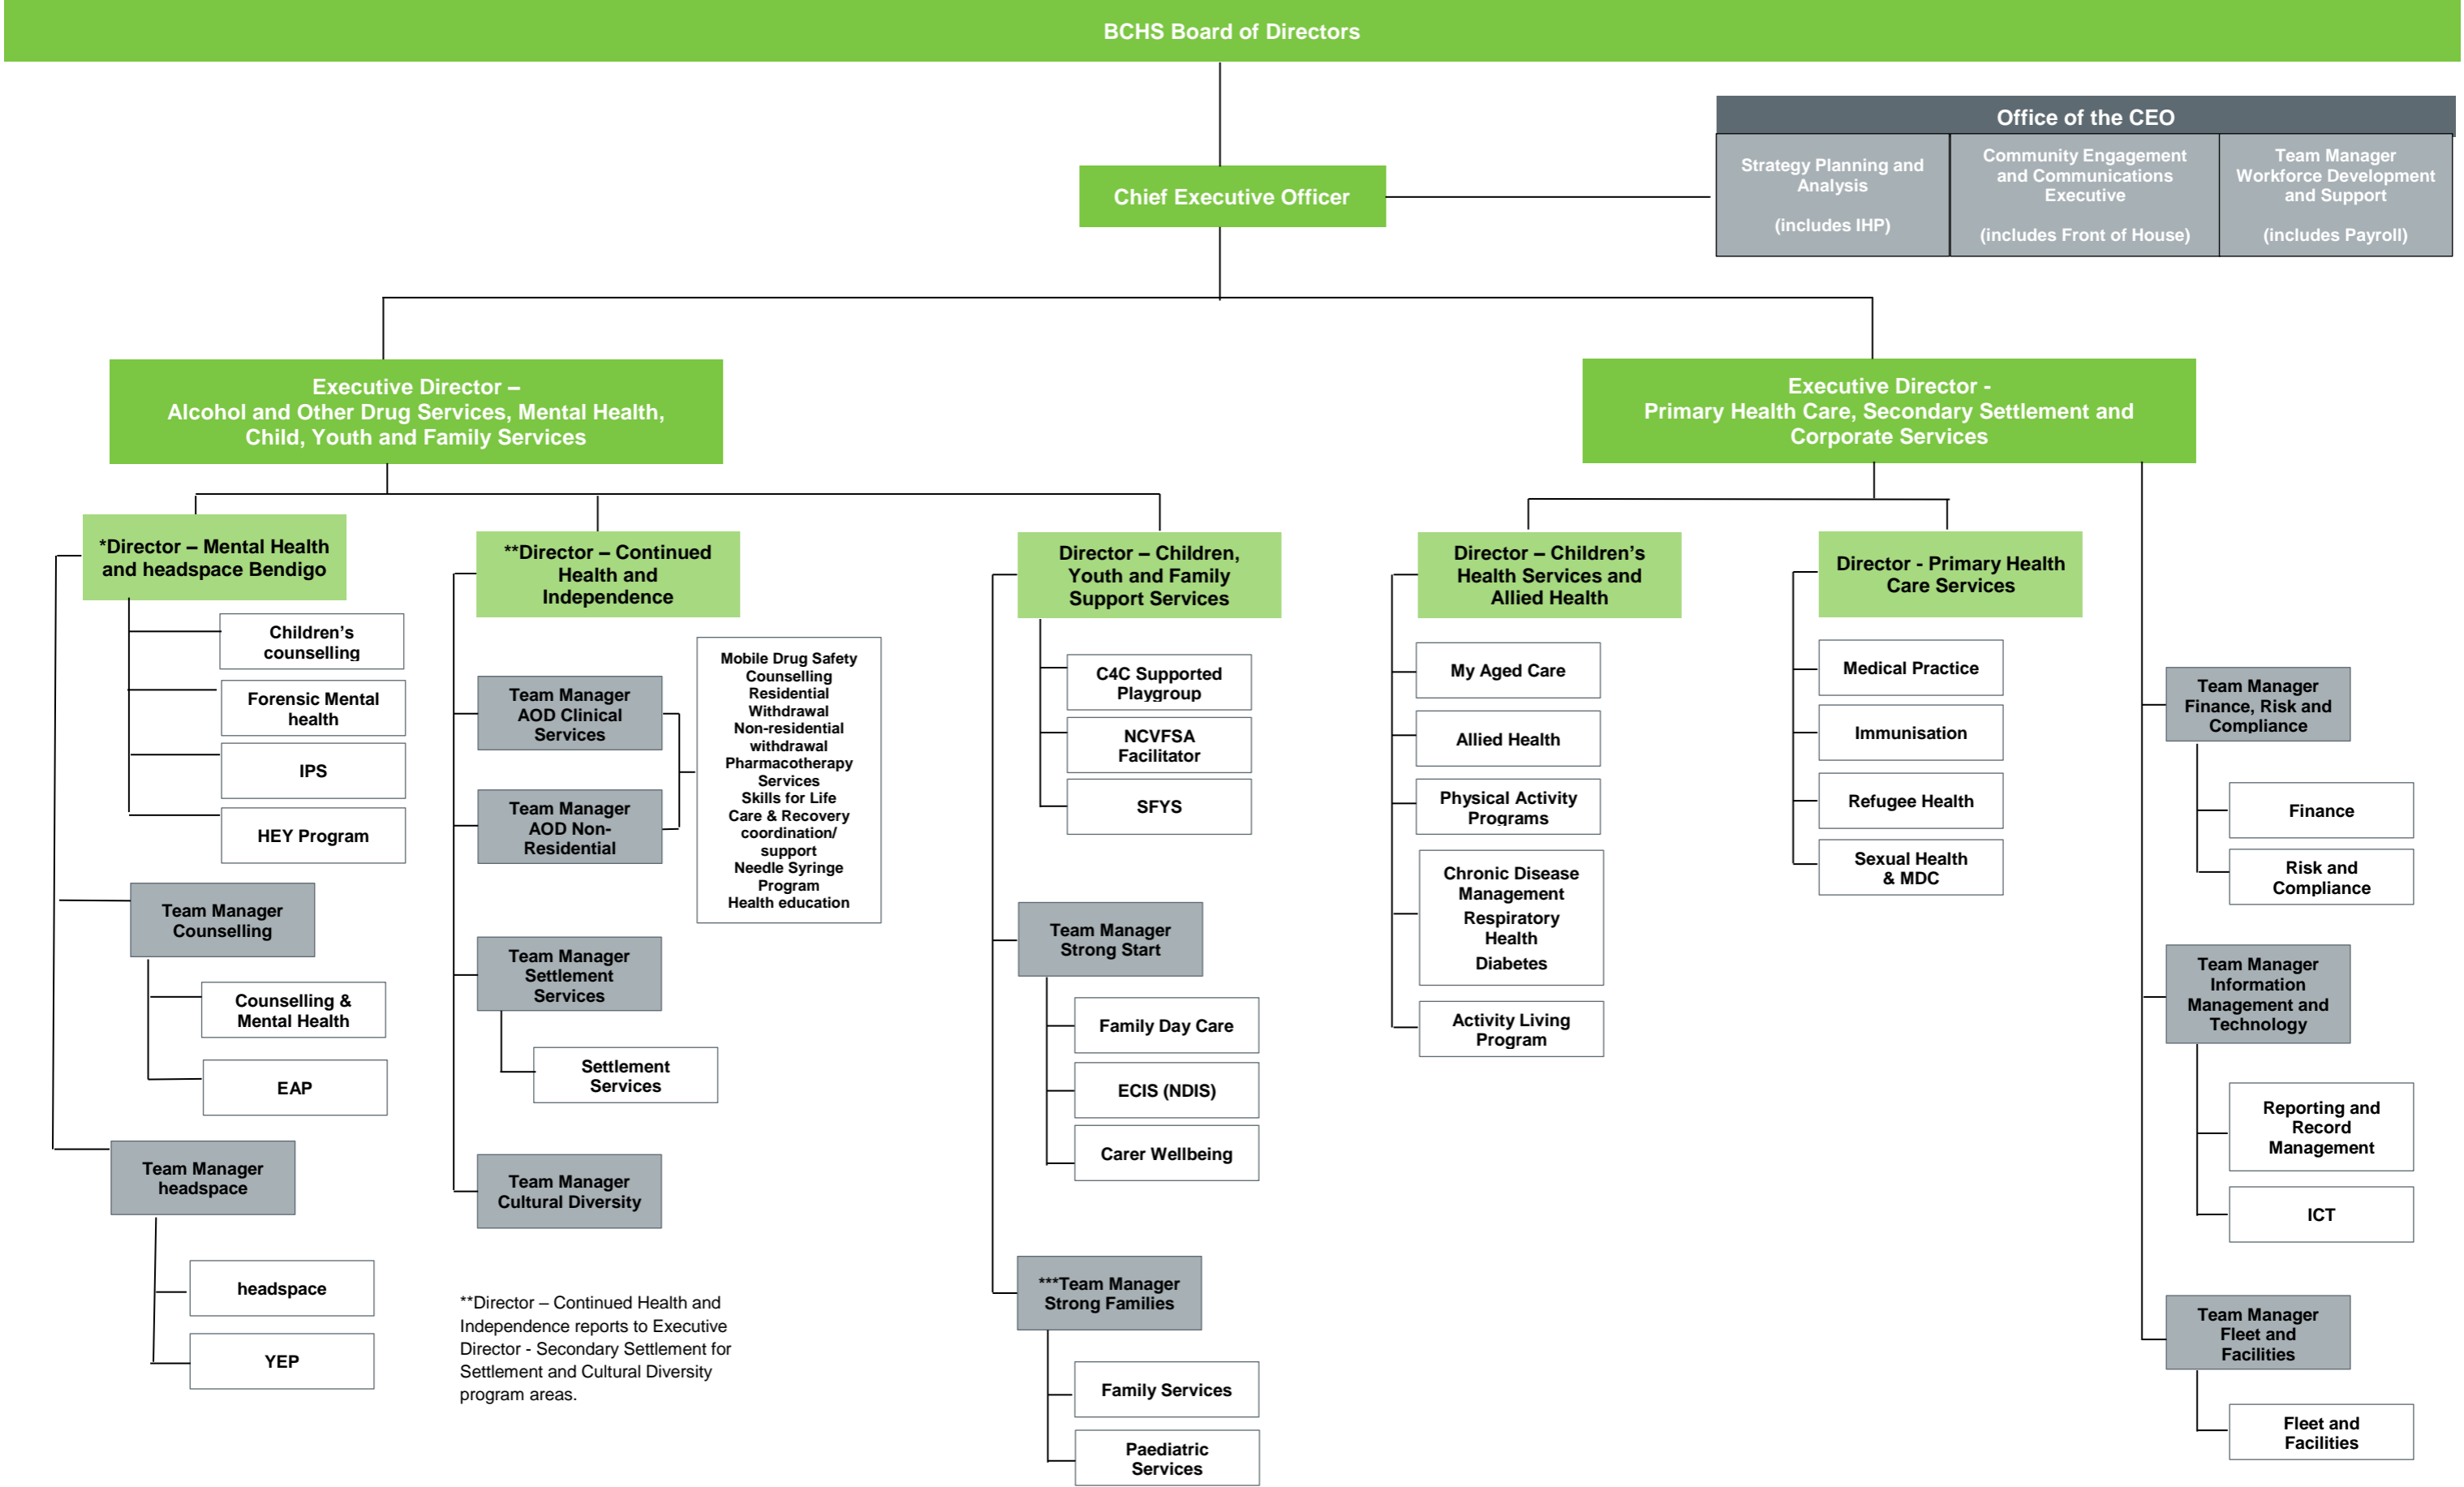 BCHS Board of Directors
Office of the CEO
Strategy Planning and
Analysis
(includes IHP)
Community Engagement
and Communications
Executive
(includes Front of House)
Team Manager
Workforce Development
and Support
(includes Payroll)
Chief Executive Officer
Executive Director –
Alcohol and Other Drug Services, Mental Health,
Child, Youth and Family Services
Executive Director -
Primary Health Care, Secondary Settlement and
Corporate Services
*Director – Mental Health
and headspace Bendigo
Children's
counselling
Forensic Mental
health
IPS
HEY Program
Team Manager
Counselling
Counselling &
Mental Health
EAP
Team Manager
headspace
headspace
YEP
**Director – Continued
Health and
Independence
Team Manager
AOD Clinical
Services
Team Manager
AOD Non-
Residential
Mobile Drug Safety
Counselling
Residential
Withdrawal
Non-residential
withdrawal
Pharmacotherapy
Services
Skills for Life
Care & Recovery
coordination/
support
Needle Syringe
Program
Health education
Team Manager
Settlement
Services
Settlement
Services
Team Manager
Cultural Diversity
**Director – Continued Health and
Independence reports to Executive
Director - Secondary Settlement for
Settlement and Cultural Diversity
program areas.
Director – Children,
Youth and Family
Support Services
C4C Supported
Playgroup
NCVFSA
Facilitator
SFYS
Team Manager
Strong Start
Family Day Care
ECIS (NDIS)
Carer Wellbeing
***Team Manager
Strong Families
Family Services
Paediatric
Services
Director – Children's
Health Services and
Allied Health
My Aged Care
Allied Health
Physical Activity
Programs
Chronic Disease
Management
Respiratory
Health
Diabetes
Activity Living
Program
Director - Primary Health
Care Services
Medical Practice
Immunisation
Refugee Health
Sexual Health
& MDC
Team Manager
Finance, Risk and
Compliance
Finance
Risk and
Compliance
Team Manager
Information
Management and
Technology
Reporting and
Record
Management
ICT
Team Manager
Fleet and
Facilities
Fleet and
Facilities